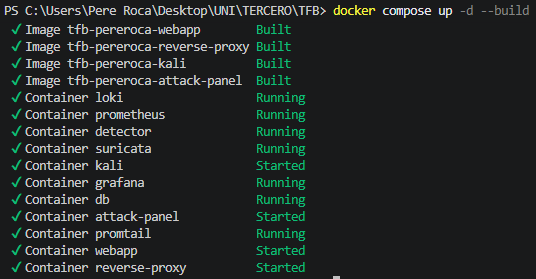 PS C:\Users\Pere Roca\Desktop\UNI\TERCERO\TFB> docker compose up -d --build
✓ Image tfb-pereroca-webapp Built
✓ Image tfb-pereroca-reverse-proxy Built
✓ Image tfb-pereroca-kali Built
✓ Image tfb-pereroca-attack-panel Built
✓ Container loki Running
✓ Container prometheus Running
✓ Container detector Running
✓ Container suricata Running
✓ Container kali Started
✓ Container grafana Running
✓ Container db Running
✓ Container attack-panel Started
✓ Container promtail Running
✓ Container webapp Started
✓ Container reverse-proxy Started